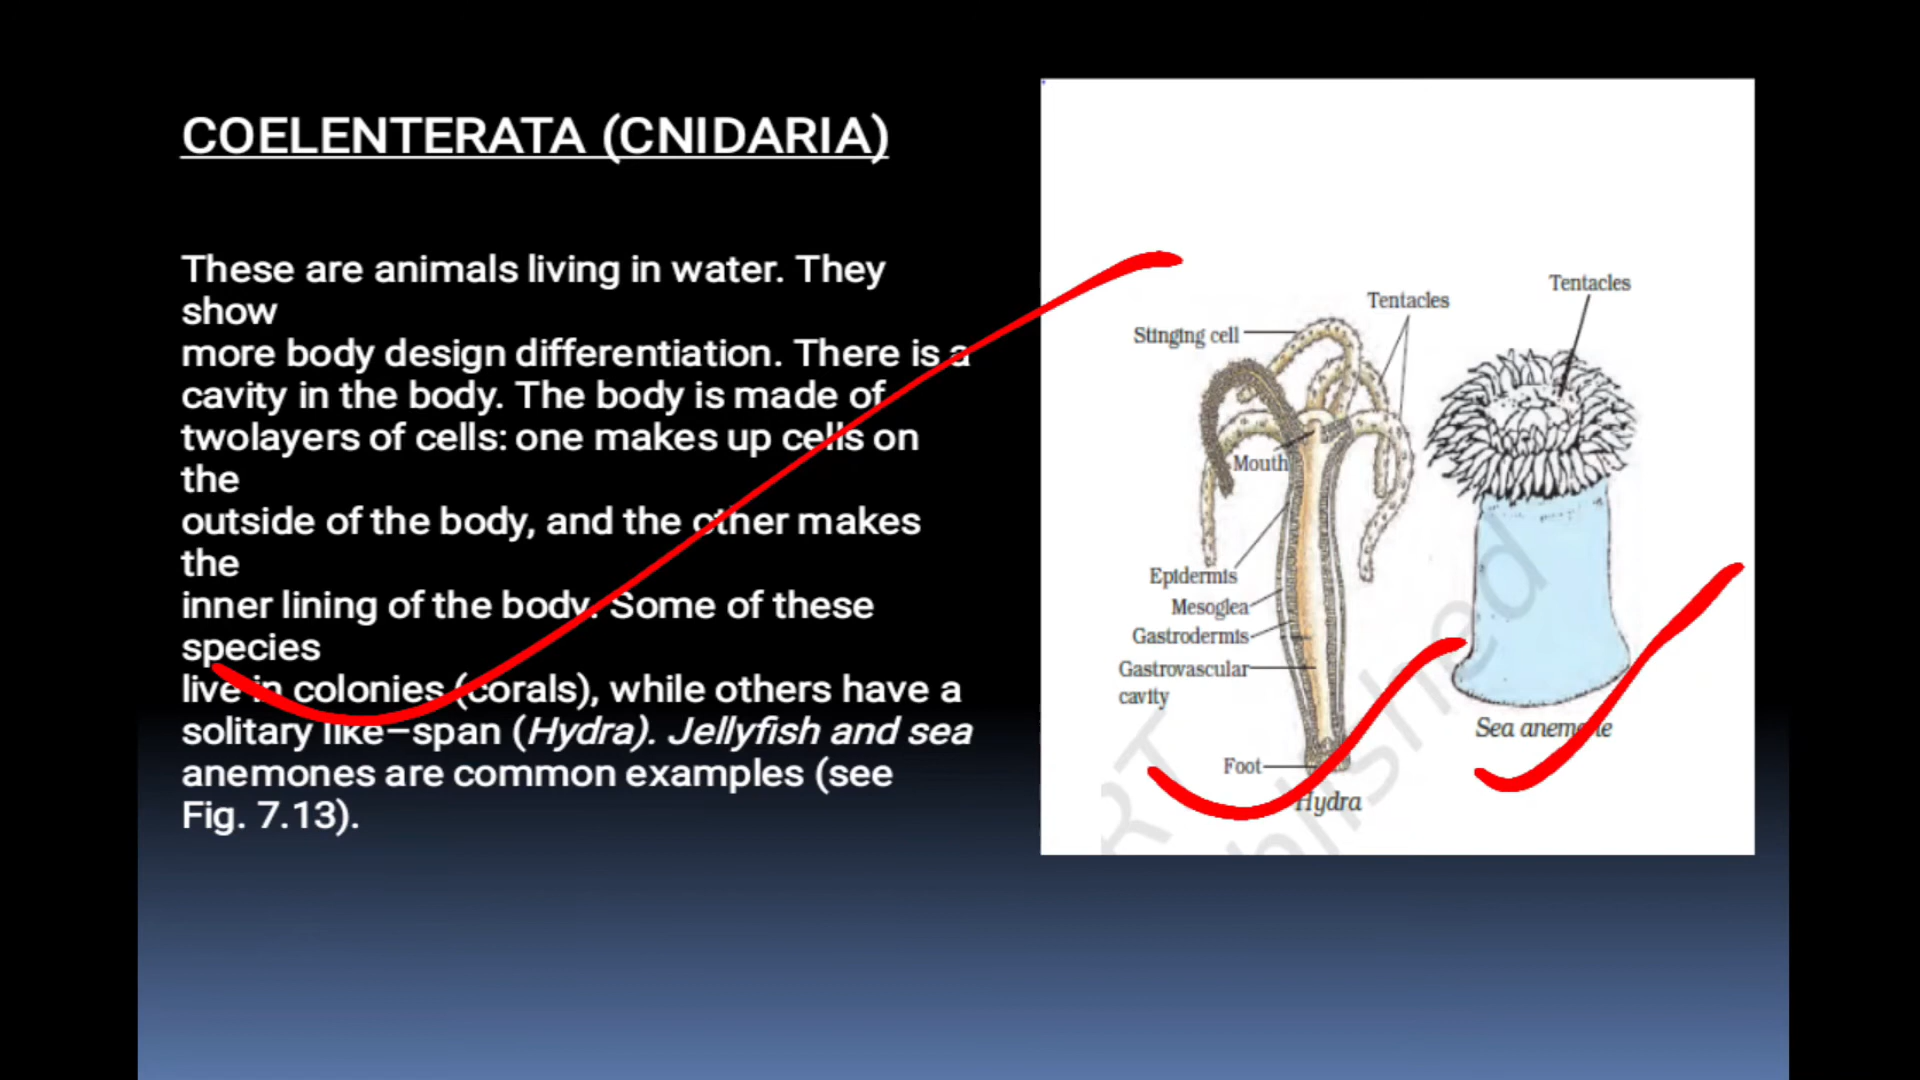 COELENTERATA (CNIDARIA)
These are animals living in water. They
show
more body design differentiation. There is a
cavity in the body. The body is made of
twolayers of cells: one makes up cells on
the
outside of the body, and the other makes
the
inner lining of the body. Some of these
species
live in colonies (corals), while others have a
solitary like–span (Hydra). Jellyfish and sea
anemones are common examples (see
Fig. 7.13).
Tentacles
Tentacles
Stinging cell
Mouth
Epidermis
Mesoglea
Gastrodermis
Gastrovascular
cavity
Foot
Hydra
Sea anemone